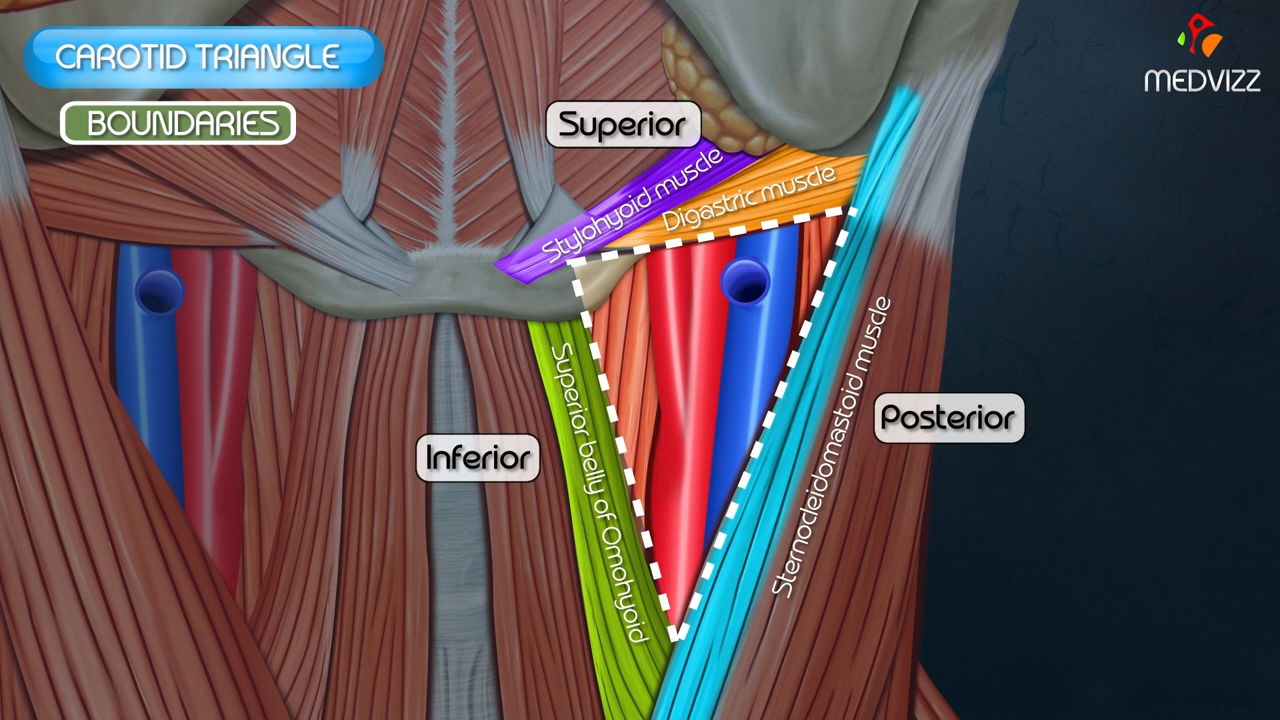 CAROTID TRIANGLE
BOUNDARIES
MEDVIZZ
Superior
Stylohyoid muscle
Digastric muscle
Sternocleidomastoid muscle
Posterior
Superior belly of Omohyoid
Inferior